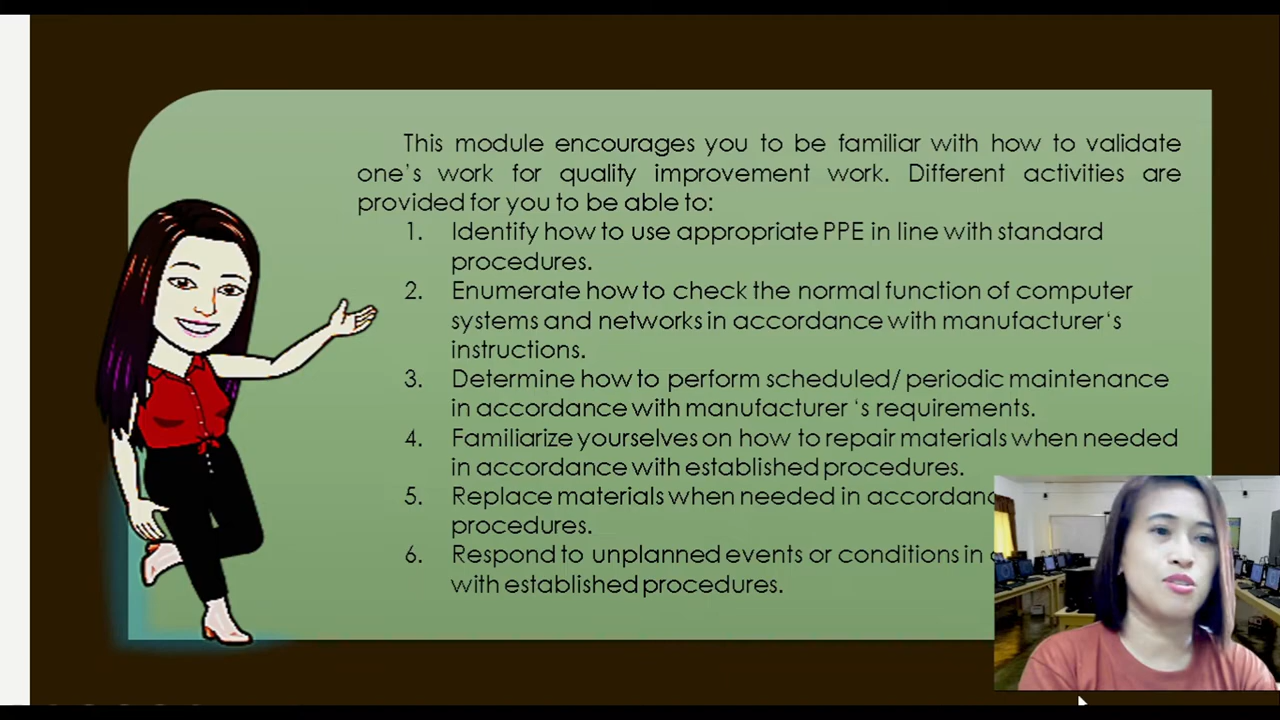 This module encourages you to be familiar with how to validate
one's work for quality improvement work. Different activities are
provided for you to be able to:
1. Identify how to use appropriate PPE in line with standard
procedures.
2. Enumerate how to check the normal function of computer
systems and networks in accordance with manufacturer‘s
instructions.
3. Determine how to perform scheduled/ periodic maintenance
in accordance with manufacturer ‘s requirements.
4. Familiarize yourselves on how to repair materials when needed
in accordance with established procedures.
5. Replace materials when needed in
procedures.
6. Respond to unplanned events or conditions in
with established procedures.